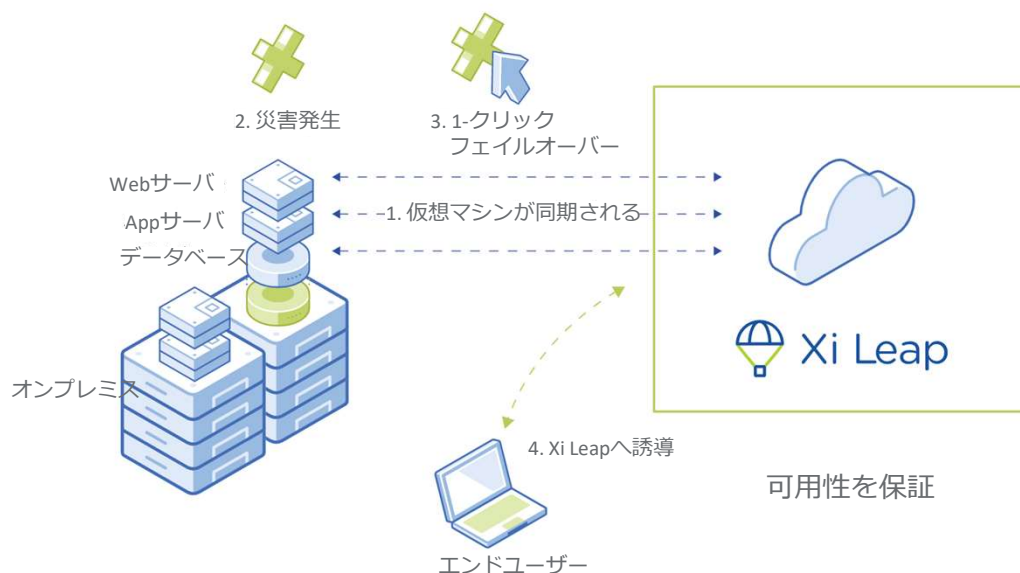 2. 災害発生
3. 1-クリック
フェイルオーバー
Webサーバ
1. 仮想マシンが同期される
Appサーバ
データベース
Xi Leap
オンプレミス
4. Xi Leapへ誘導
可用性を保証
エンドユーザー